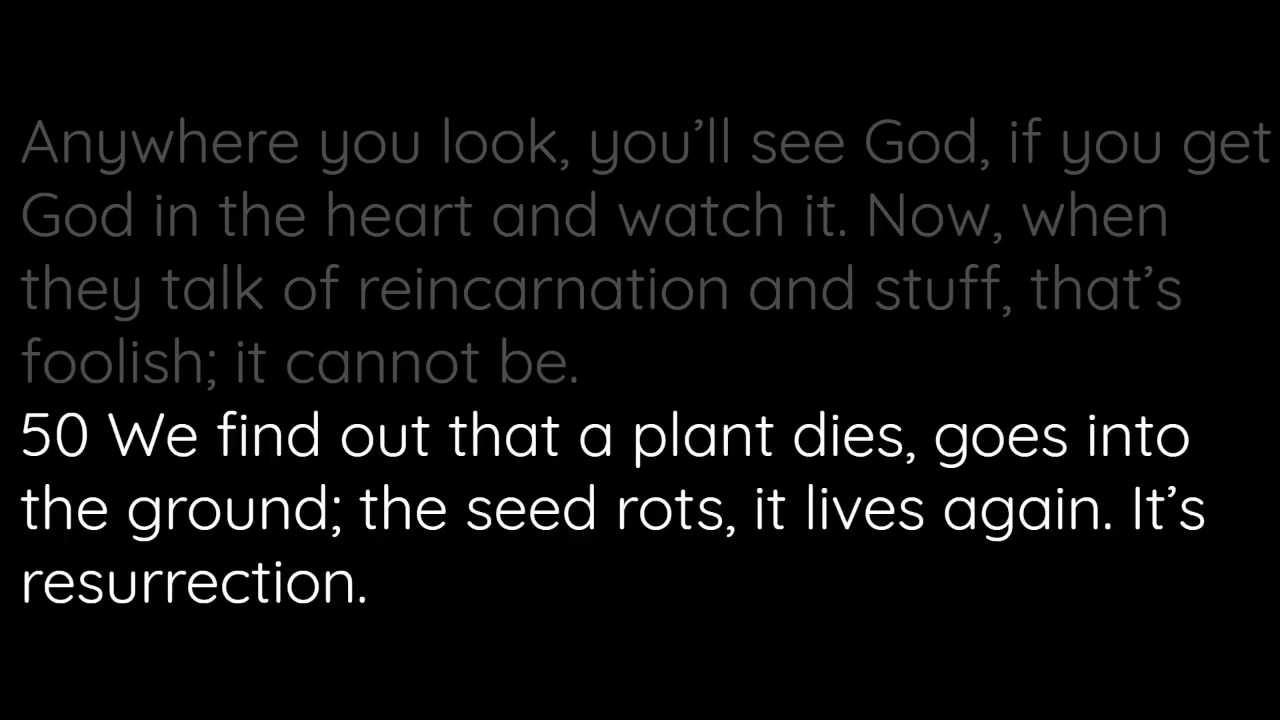 Anywhere you look, you’ll see God, if you get
God in the heart and watch it. Now, when
they talk of reincarnation and stuff, that’s
foolish; it cannot be.
50 We find out that a plant dies, goes into
the ground; the seed rots, it lives again. It’s
resurrection.